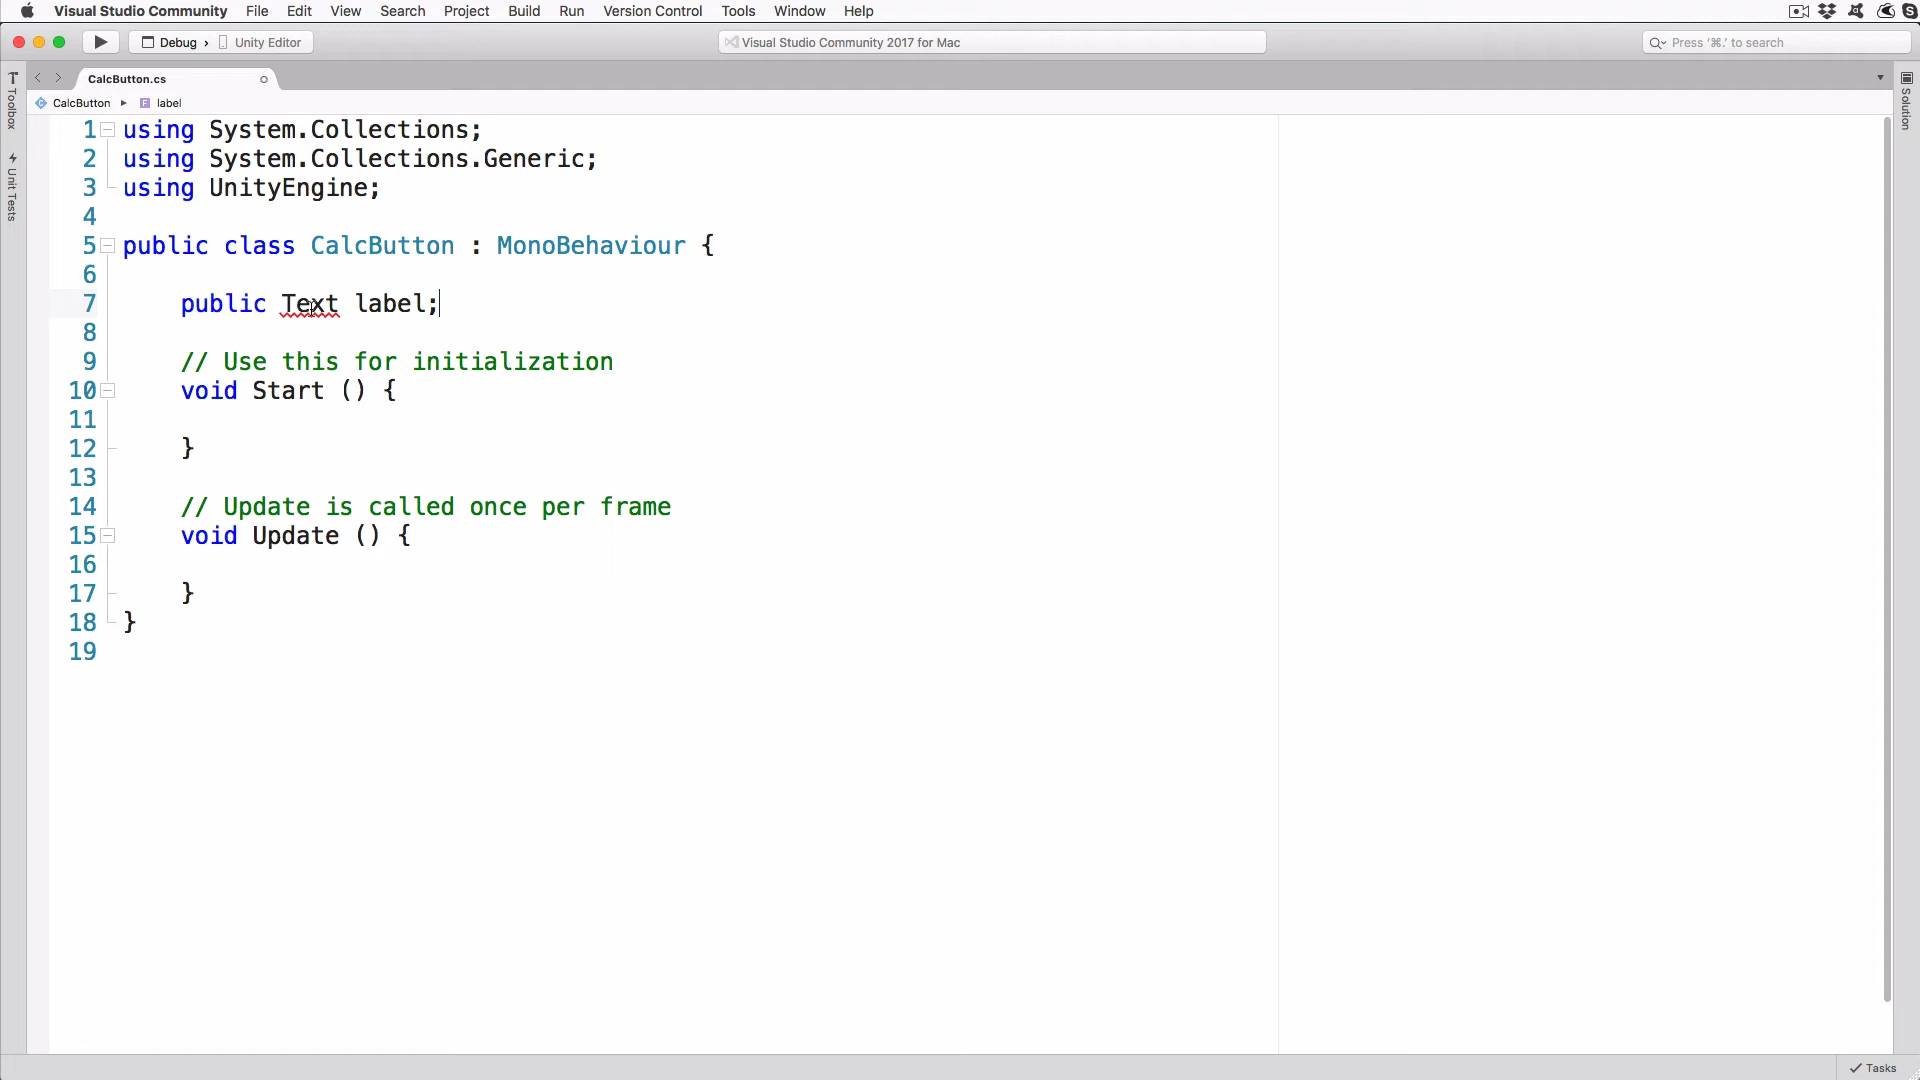 Visual Studio Community File Edit View Search Project Build Run Version Control Tools Window Help
Debug › Unity Editor
Visual Studio Community 2017 for Mac
Press '⌘.' to search
Toolbox
Unit Tests
Solution
CalcButton.cs
CalcButton ▸ label
1 using System.Collections;
2 using System.Collections.Generic;
3 using UnityEngine;
4
5 public class CalcButton : MonoBehaviour {
6
7 public Text label;
8
9 // Use this for initialization
10 void Start () {
11
12 }
13
14 // Update is called once per frame
15 void Update () {
16
17 }
18 }
19
Tasks